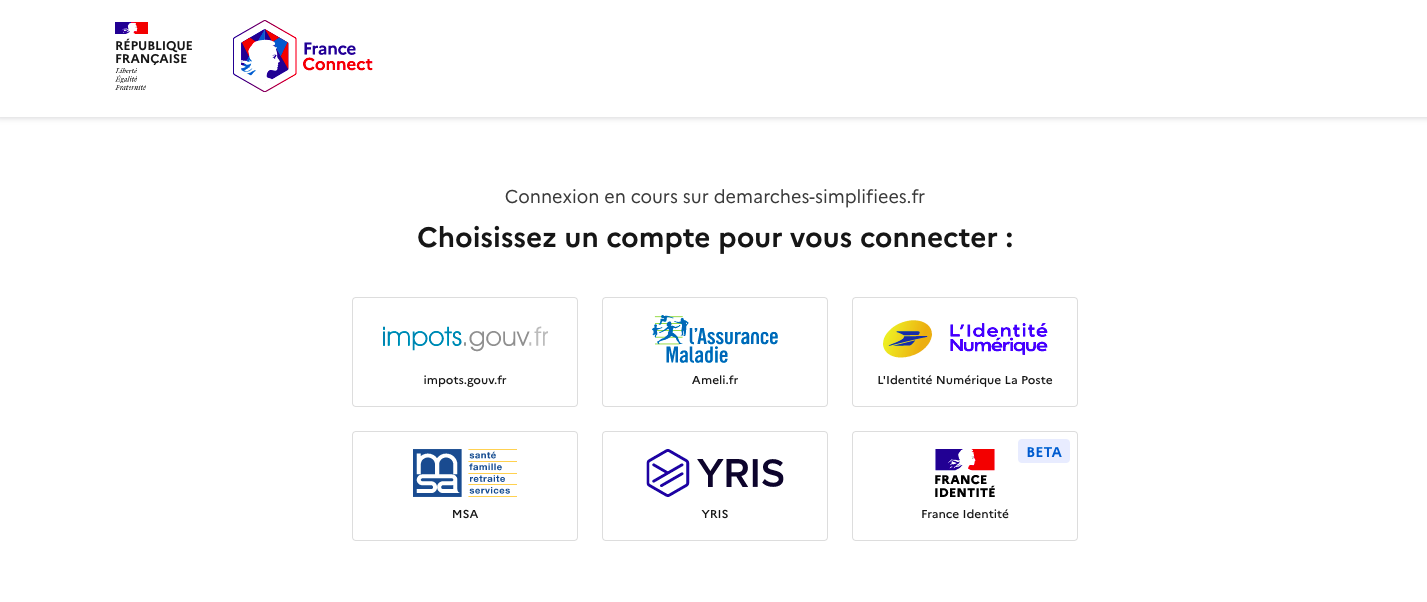 RÉPUBLIQUE
FRANÇAISE
Liberté
Égalité
Fraternité
France
Connect
Connexion en cours sur demarches-simplifiees.fr
Choisissez un compte pour vous connecter :
impots.gouv.fr
impots.gouv.fr
l'Assurance
Maladie
Ameli.fr
L'Identité
Numérique
L'Identité Numérique La Poste
msa
santé
famille
retraite
services
MSA
YRIS
YRIS
BETA
FRANCE
IDENTITÉ
France Identité